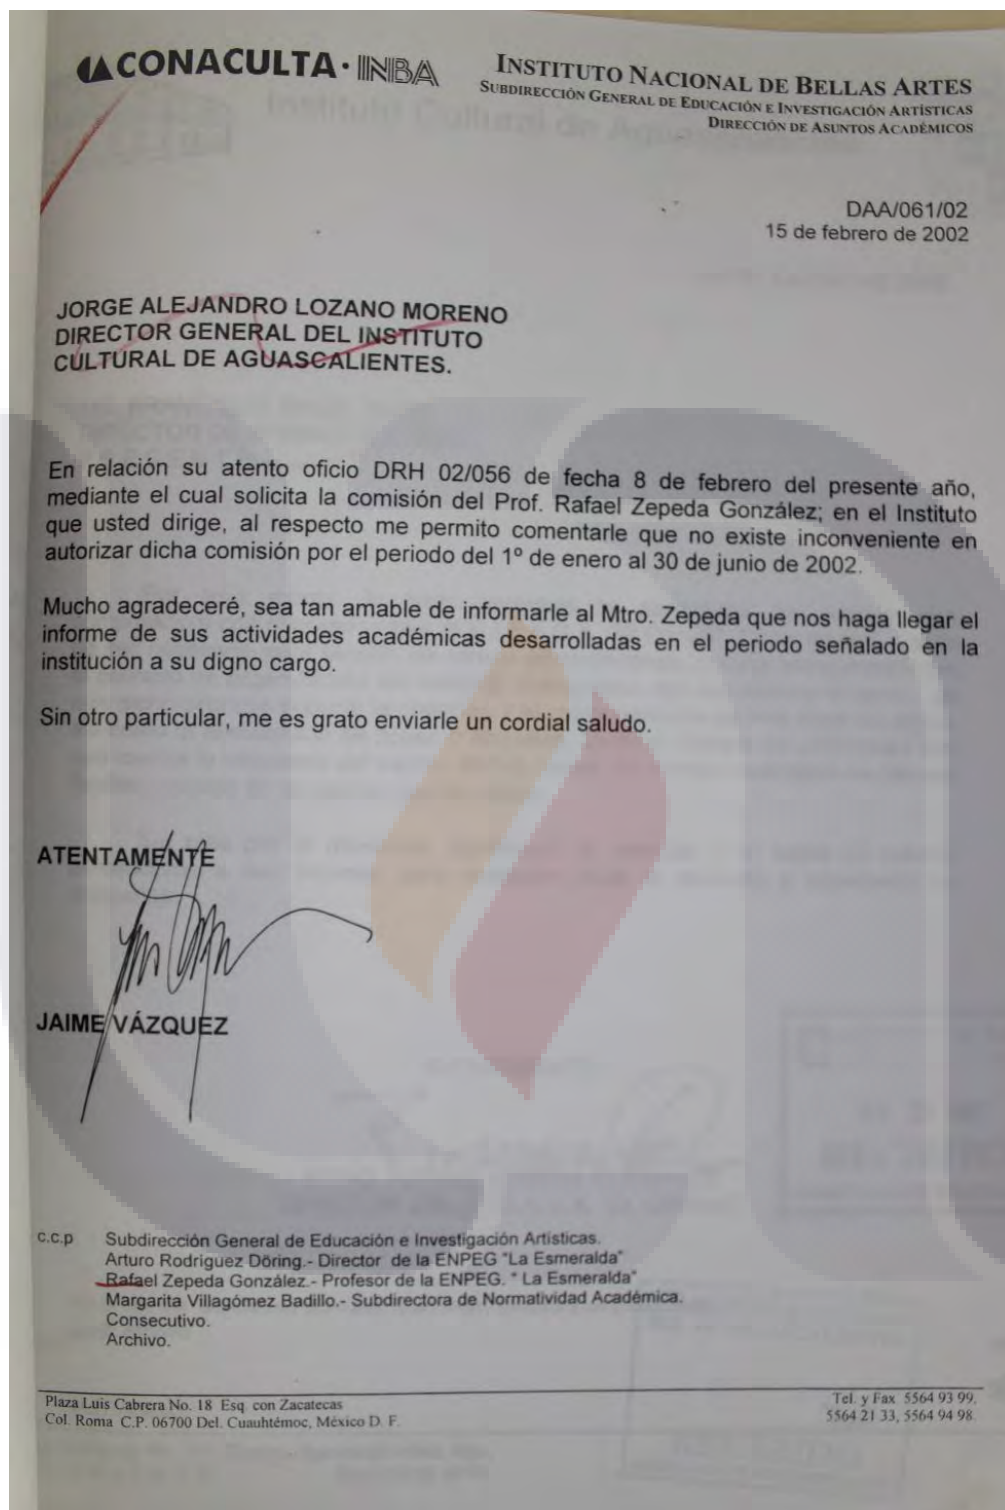 CONACULTA · INBA
INSTITUTO NACIONAL DE BELLAS ARTES
SUBDIRECCIÓN GENERAL DE EDUCACIÓN E INVESTIGACIÓN ARTÍSTICAS
DIRECCIÓN DE ASUNTOS ACADÉMICOS
DAA/061/02
15 de febrero de 2002
JORGE ALEJANDRO LOZANO MORENO
DIRECTOR GENERAL DEL INSTITUTO
CULTURAL DE AGUASCALIENTES.
En relación su atento oficio DRH 02/056 de fecha 8 de febrero del presente año,
mediante el cual solicita la comisión del Prof. Rafael Zepeda González; en el Instituto
que usted dirige, al respecto me permito comentarle que no existe inconveniente en
autorizar dicha comisión por el periodo del 1º de enero al 30 de junio de 2002.
Mucho agradeceré, sea tan amable de informarle al Mtro. Zepeda que nos haga llegar el
informe de sus actividades académicas desarrolladas en el periodo señalado en la
institución a su digno cargo.
Sin otro particular, me es grato enviarle un cordial saludo.
ATENTAMENTE
JAIME VÁZQUEZ
c.c.p Subdirección General de Educación e Investigación Artísticas.
Arturo Rodríguez Döring.- Director de la ENPEG "La Esmeralda"
Rafael Zepeda González.- Profesor de la ENPEG. " La Esmeralda"
Margarita Villagómez Badillo.- Subdirectora de Normatividad Académica.
Consecutivo.
Archivo.
Plaza Luis Cabrera No. 18 Esq. con Zacatecas
Col. Roma C.P. 06700 Del. Cuauhtémoc, México D. F.
Tel. y Fax 5564 93 99,
5564 21 33, 5564 94 98.